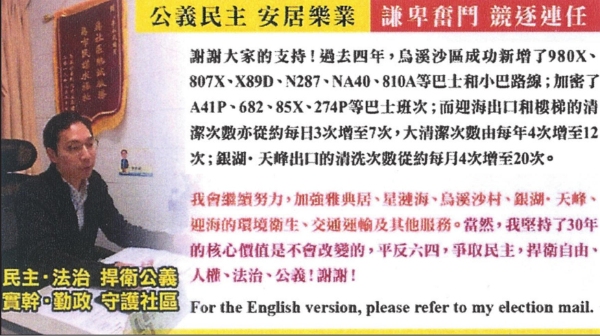 公義民主 安居樂業 謙卑奮鬥 競逐連任
謝謝大家的支持!過去四年,烏溪沙區成功新增了980X、
807X、X89D、N287、NA40、810A等巴士和小巴路線;加密了
A41P、682、85X、274P等巴士班次;而迎海出口和樓梯的清
潔次數亦從約每日3次增至7次,大清潔次數由每年4次增至12
次;銀湖‧天峰出口的清洗次數從約每月4次增至20次。
我會繼續努力,加強雅典居、星漣海、烏溪沙村、銀湖‧天峰、
迎海的環境衛生、交通運輸及其他服務。當然,我堅持了30年
的核心價值是不會改變的,平反六四,爭取民主,捍衛自由、
人權、法治、公義!謝謝!
For the English version, please refer to my election mail.
民主‧法治 捍衛公義
實幹‧勤政 守護社區